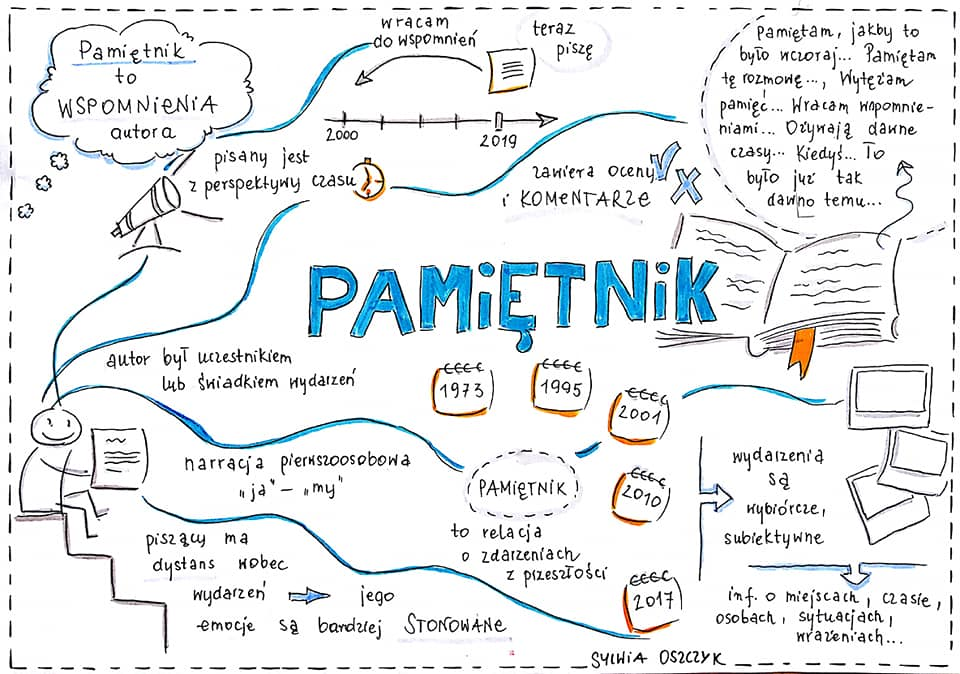 Pamiętnik
to
WSPOMNIENIA
autora
wracam
do wspomnień
teraz
piszę
2000
2019
pisany jest
z perspektywy czasu
zawiera oceny
i KOMENTARZE
Pamiętam, jakby to
było wczoraj... Pamiętam
tę rozmowę..., Wytężam
pamięć... Wracam wspomnie-
niami... Ożywają dawne
czasy... Kiedyś... To
było już tak
dawno temu...
PAMIĘTNIK
autor był uczestnikiem
lub świadkiem wydarzeń
1973
1995
2001
2010
2017
narracja pierwszoosobowa
"ja" – "my"
PAMIĘTNIK
to relacja
o zdarzeniach
z przeszłości
wydarzenia
są
wybiórcze,
subiektywne
inf. o miejscach, czasie,
osobach, sytuacjach,
wrażeniach...
piszący ma
dystans wobec
wydarzeń jego
emocje są bardziej STONOWANE
SYLWIA OSZCZYK